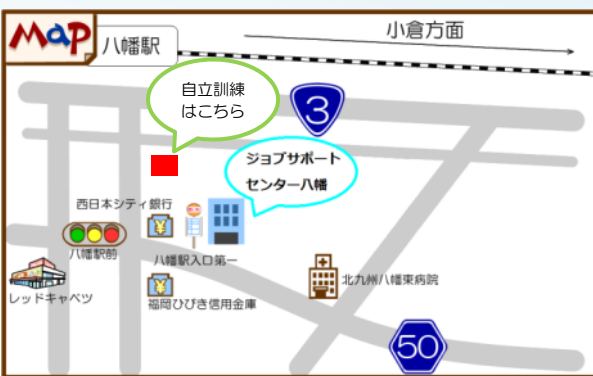 MaP
八幡駅
小倉方面
自立訓練
はこちら
3
ジョブサポート
センター八幡
西日本シティ銀行
八幡駅前
八幡駅入口第一
レッドキャベツ
福岡ひびき信用金庫
北九州八幡東病院
50